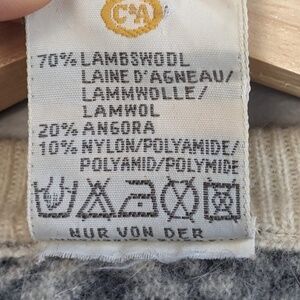 C&A
70% LAMBSWOOL
LAINE D'AGNEAU/
LAMMWOLLE/
LAMWOL
20% ANGORA
10% NYLON/POLYAMIDE/
POLYAMID/POLYMIDE
NUR VON DER